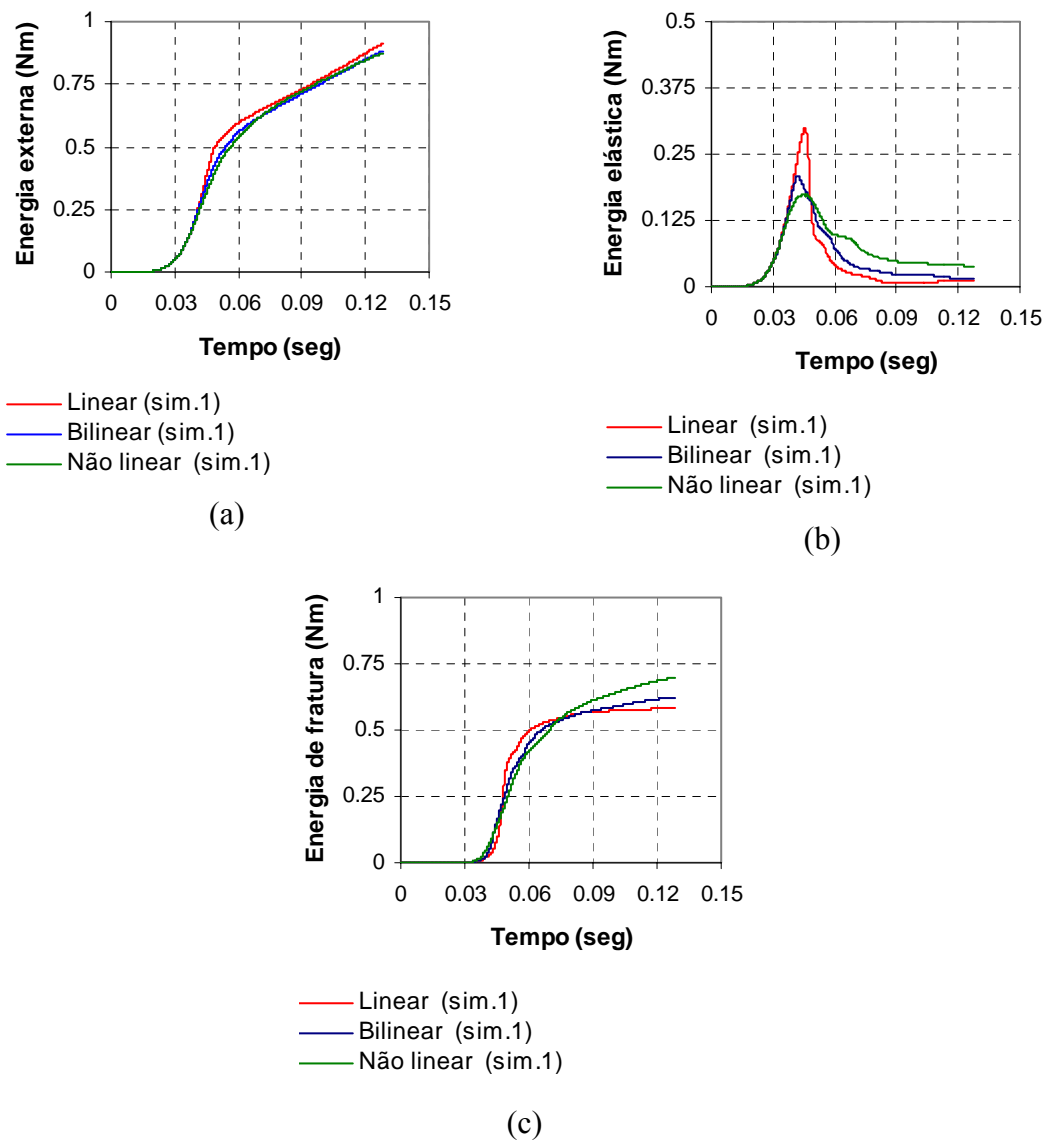 Energia externa (Nm)
1
0.75
0.5
0.25
0
0 0.03 0.06 0.09 0.12 0.15
Tempo (seg)
Linear (sim.1)
Bilinear (sim.1)
Não linear (sim.1)
(a)
Energia elástica (Nm)
0.5
0.375
0.25
0.125
0
0 0.03 0.06 0.09 0.12 0.15
Tempo (seg)
Linear (sim.1)
Bilinear (sim.1)
Não linear (sim.1)
(b)
Energia de fratura (Nm)
1
0.75
0.5
0.25
0
0 0.03 0.06 0.09 0.12 0.15
Tempo (seg)
Linear (sim.1)
Bilinear (sim.1)
Não linear (sim.1)
(c)